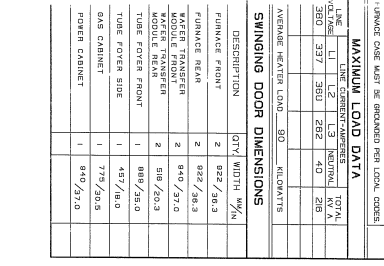 FURNACE CASE MUST BE GROUNDED PER LOCAL CODES.
MAXIMUM LOAD DATA
LINE VOLTAGE LINE CURRENT-AMPERES TOTAL KV A
L1 L2 L3 NEUTRAL
380 337 360 262 40 216
AVERAGE HEATER LOAD 90 KILOWATTS
SWINGING DOOR DIMENSIONS
DESCRIPTION QTY. WIDTH MM/IN
FURNACE FRONT 2 922/36.3
FURNACE REAR 2 922/36.3
WAFER TRANSFER MODULE FRONT 2 940/37.0
WAFER TRANSFER MODULE REAR 2 516/20.3
TUBE FOYER FRONT 1 889/35.0
TUBE FOYER SIDE 1 457/18.0
GAS CABINET 1 775/30.5
POWER CABINET 1 940/37.0